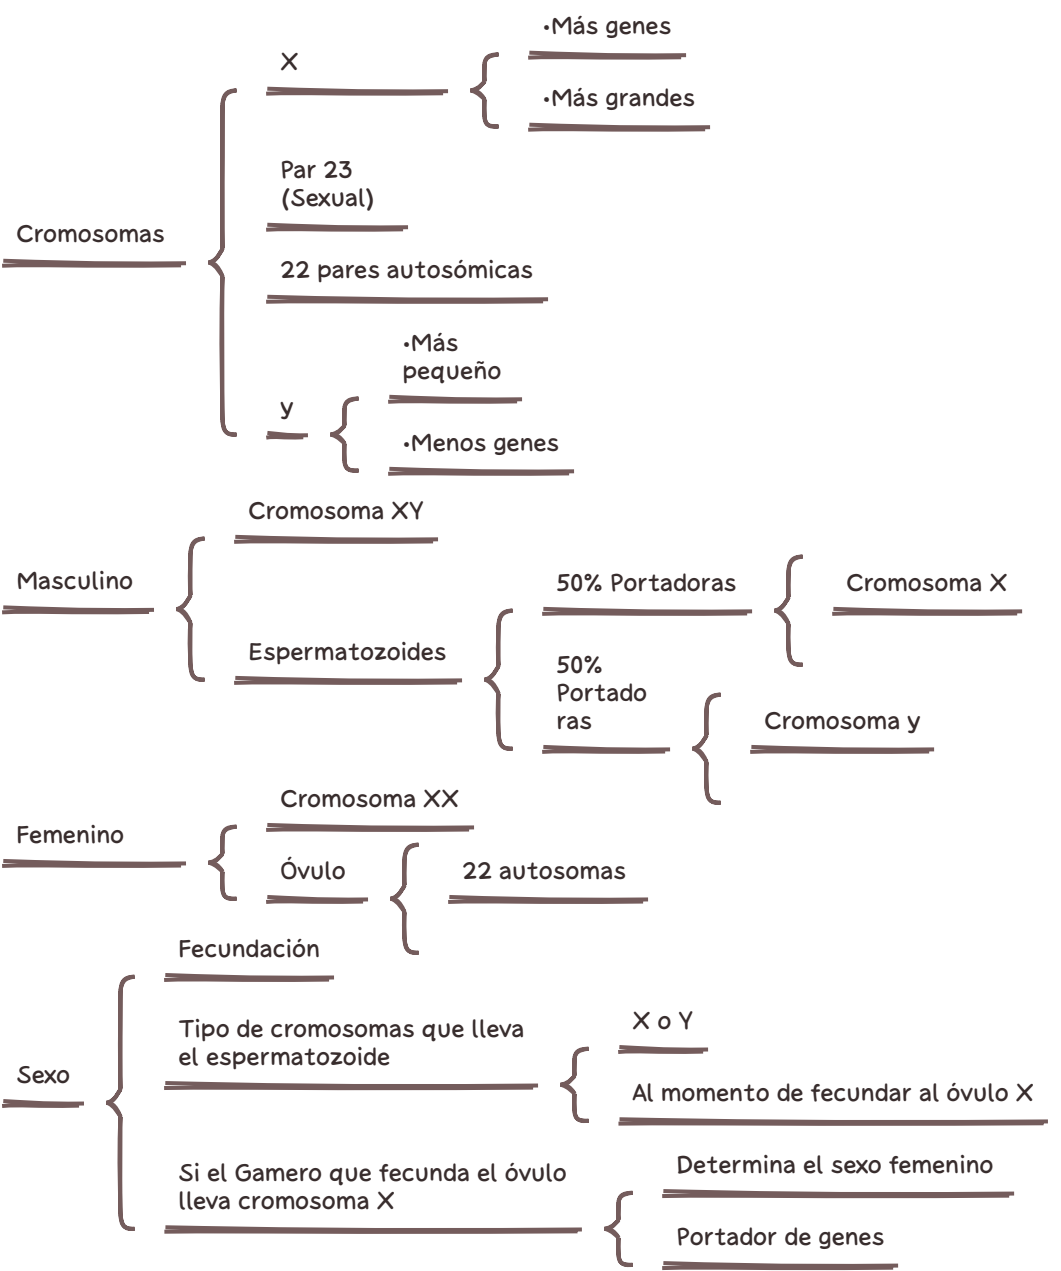 Cromosomas
X
•Más genes
•Más grandes
Par 23
(Sexual)
22 pares autosómicas
y
•Más
pequeño
•Menos genes
Masculino
Cromosoma XY
Espermatozoides
50% Portadoras
Cromosoma X
50%
Portado
ras
Cromosoma y
Femenino
Cromosoma XX
Óvulo
22 autosomas
Sexo
Fecundación
Tipo de cromosomas que lleva
el espermatozoide
X o Y
Al momento de fecundar al óvulo X
Si el Gamero que fecunda el óvulo
lleva cromosoma X
Determina el sexo femenino
Portador de genes